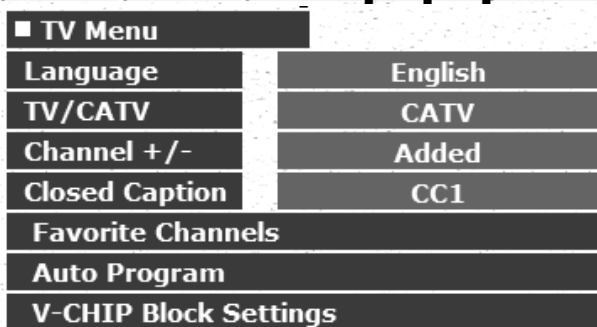 TV Menu
Language English
TV/CATV CATV
Channel +/- Added
Closed Caption CC1
Favorite Channels
Auto Program
V-CHIP Block Settings